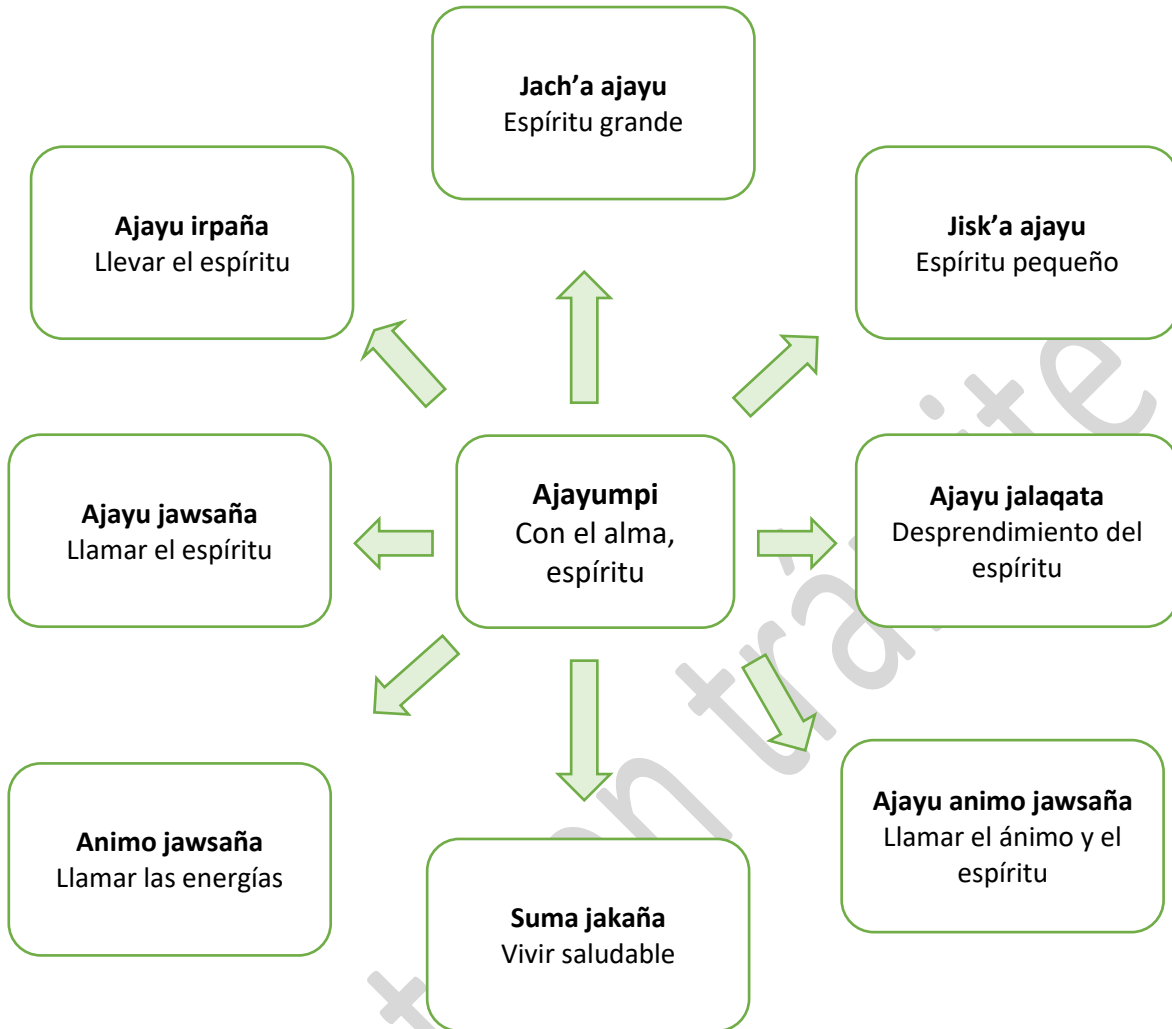 Jach’a ajayu
Espíritu grande
Ajayu irpaña
Llevar el espíritu
Jisk’a ajayu
Espíritu pequeño
Ajayu jawsaña
Llamar el espíritu
Ajayumpi
Con el alma,
espíritu
Ajayu jalaqata
Desprendimiento del
espíritu
Animo jawsaña
Llamar las energías
Suma jakaña
Vivir saludable
Ajayu animo jawsaña
Llamar el ánimo y el
espíritu